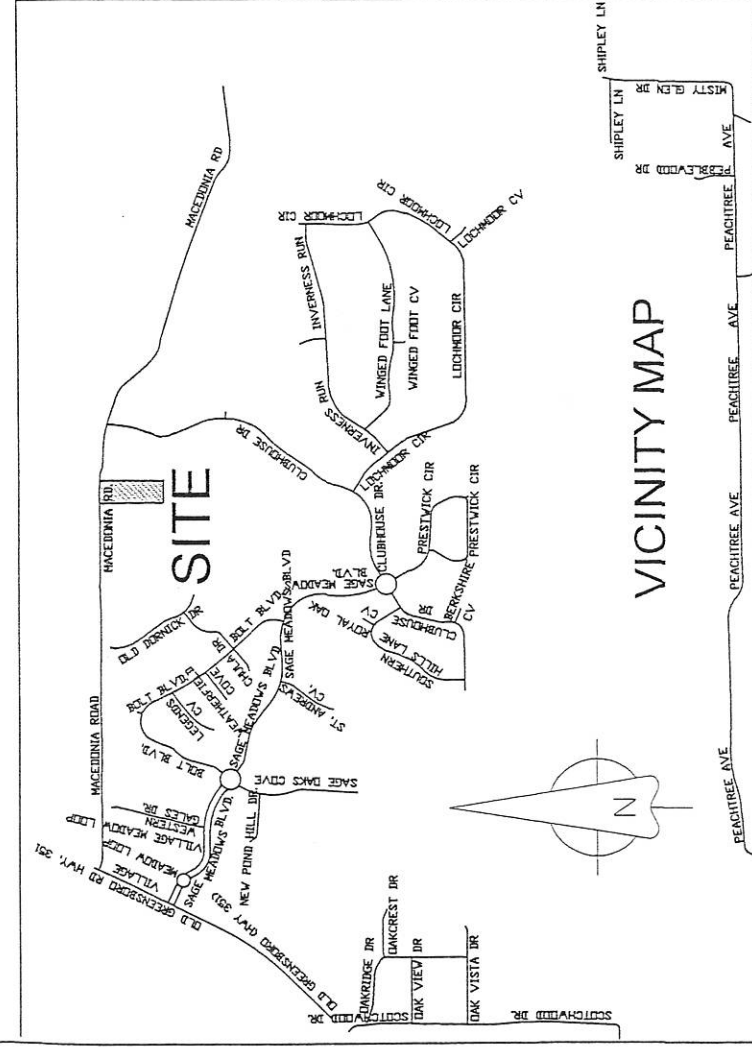 SHIPLEY LN
SHIPLEY LN
MISTY GLEN DR
PEBBLEWOOD DR
PEACHTREE AVE
PEACHTREE AVE
PEACHTREE AVE
PEACHTREE AVE
MACEDONIA RD
MACEDONIA RD.
MACEDONIA ROAD
SITE
LOCHMOOR CIR
LOCHMOOR CIR
LOCHMOOR CIR
LOCHMOOR CIR
LOCHMOOR CV
INVERNESS RUN
INVERNESS RUN
WINGED FOOT LANE
WINGED FOOT CV
CLUBHOUSE DR
CLUBHOUSE DR.
CLUBHOUSE DR
PRESTWICK CIR
PRESTWICK CIR
BERKSHIRE CV
ROYAL OAK CV
SOUTHERN HILLS LANE
SAGE MEADOW BLVD.
SAGE MEADOWS BLVD
SAGE MEADOWS BLVD
SAGE MEADOWS BLVD.
ST. ANDREWS CV.
OLD DORNICK DR
CHULA DR
BOLT BLVD.
BOLT BLVD.
BOLT BLVD.
COVE
LEGENDS CV
SAGE OAKS COVE
NEW POND HILL DR.
WESTERN GALES DR.
VILLAGE MEADOW LOOP
VILLAGE MEADOW LOOP
OLD GREENSBORO RD HWY. 351
OLD GREENSBORO (HWY 351)
OAKRIDGE DR
OAKCREST DR
OAK VIEW DR
OAK VISTA DR
SCOTCHWOOD DR.
SCOTCHWOOD DR.
N
VICINITY MAP